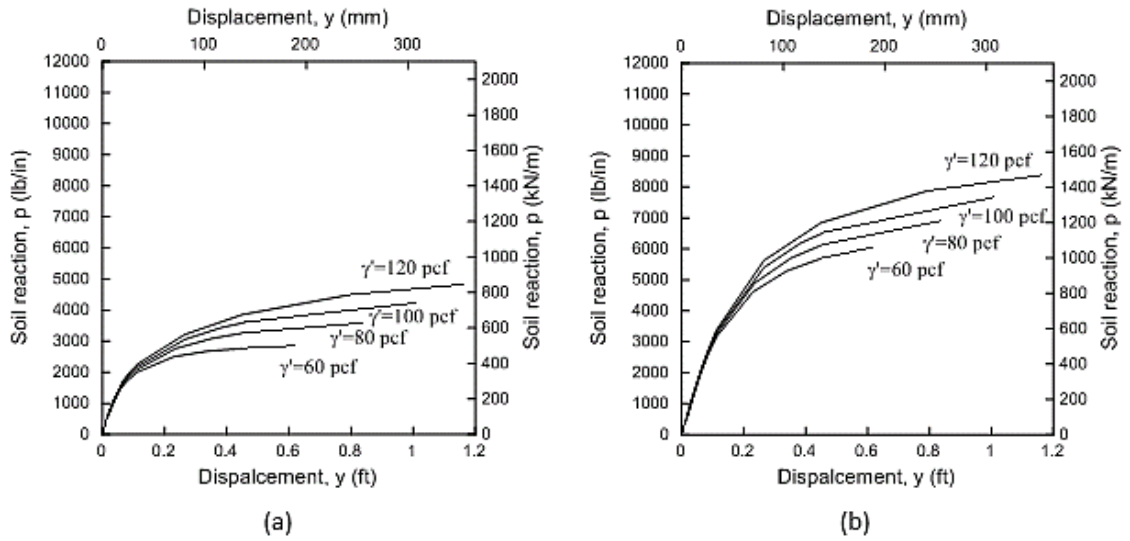 Displacement, y (mm)
0 100 200 300
12000
11000
10000
9000
8000
7000
6000
5000
4000
3000
2000
1000
0
Soil reaction, p (lb/in)
γ'=120 pcf
γ'=100 pcf
γ'=80 pcf
γ'=60 pcf
2000
1800
1600
1400
1200
1000
800
600
400
200
0
Soil reaction, p (kN/m)
0 0.2 0.4 0.6 0.8 1 1.2
Dispalcement, y (ft)
(a)
Displacement, y (mm)
0 100 200 300
12000
11000
10000
9000
8000
7000
6000
5000
4000
3000
2000
1000
0
Soil reaction, p (lb/in)
γ'=120 pcf
γ'=100 pcf
γ'=80 pcf
γ'=60 pcf
2000
1800
1600
1400
1200
1000
800
600
400
200
0
Soil reaction, p (kN/m)
0 0.2 0.4 0.6 0.8 1 1.2
Dispalcement, y (ft)
(b)